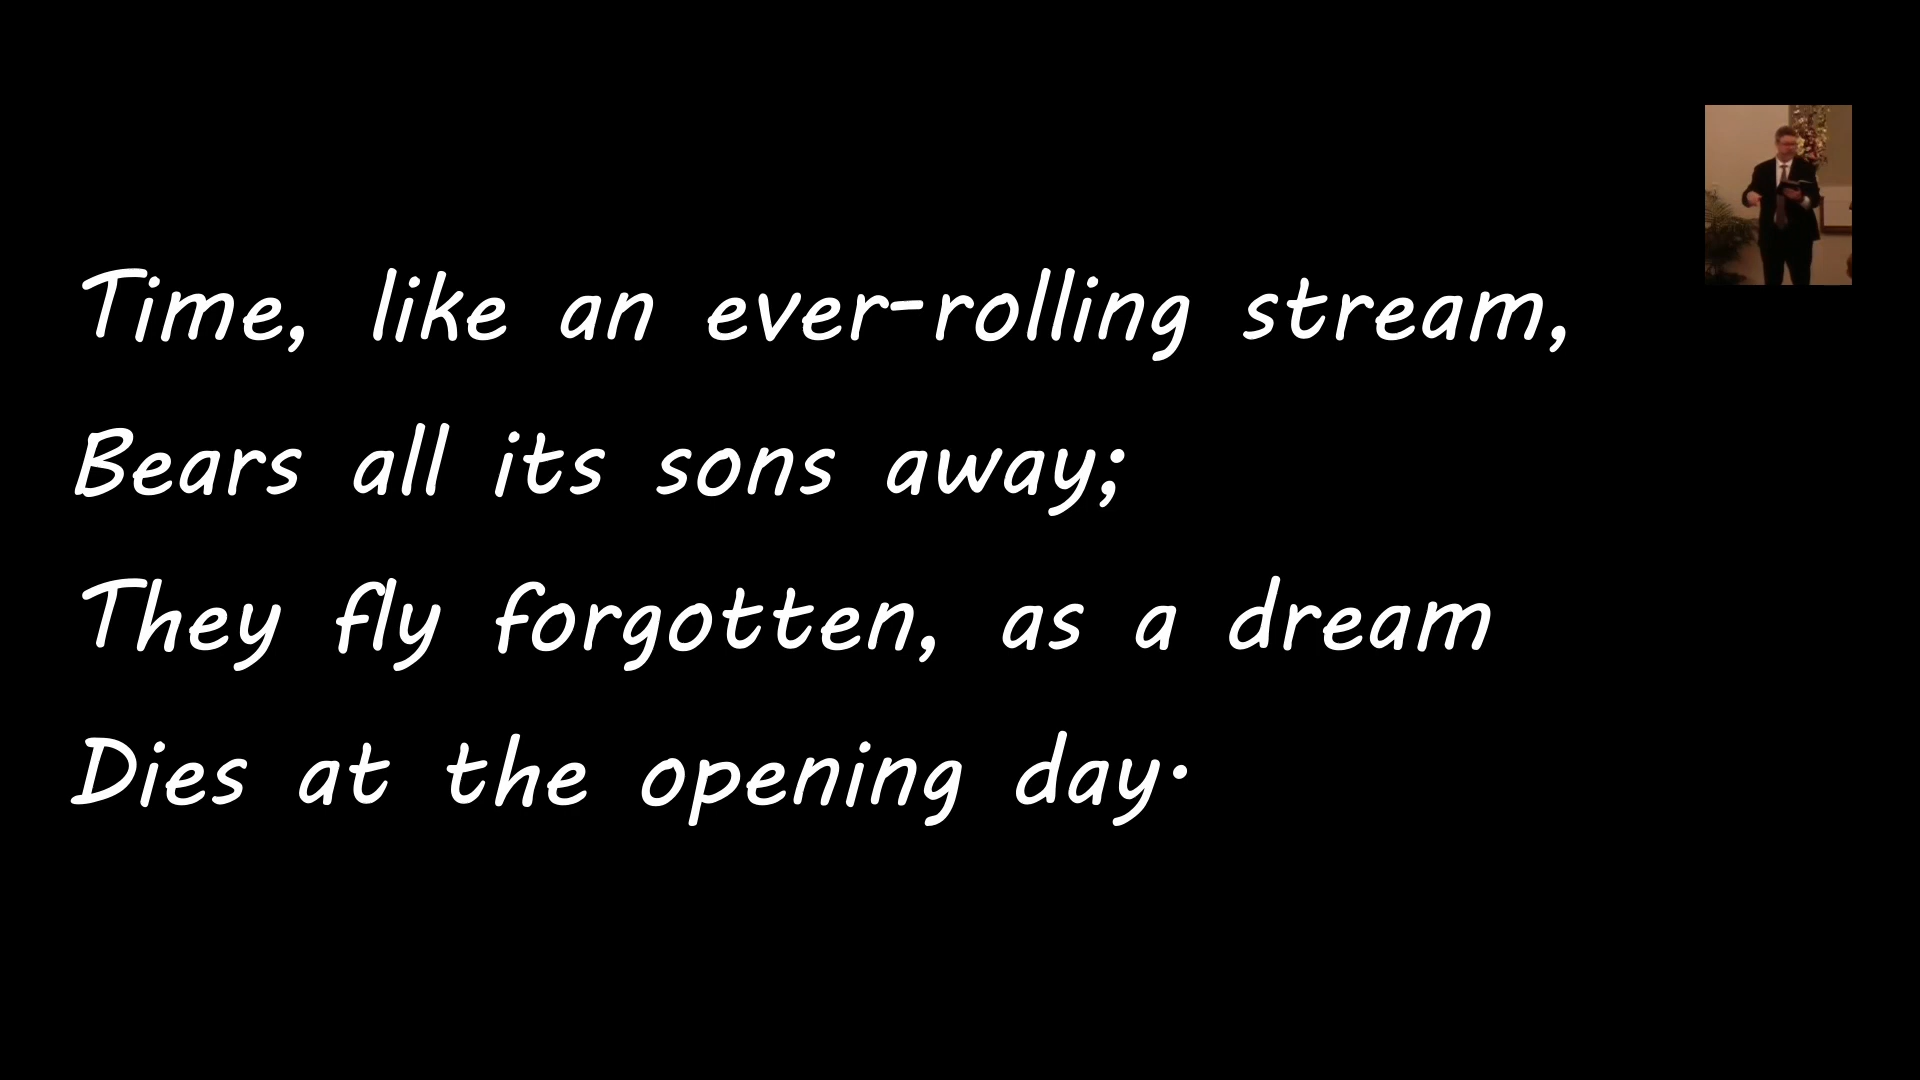 Time, like an ever-rolling stream,
Bears all its sons away;
They fly forgotten, as a dream
Dies at the opening day.